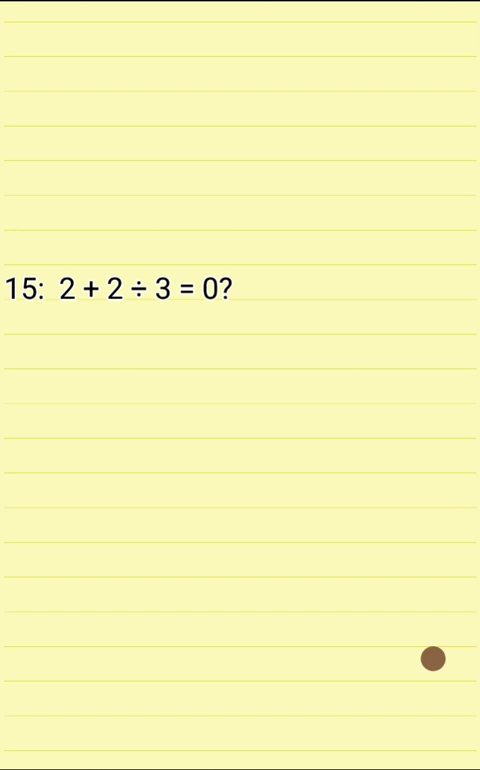 15: 2 + 2 ÷ 3 = 0?